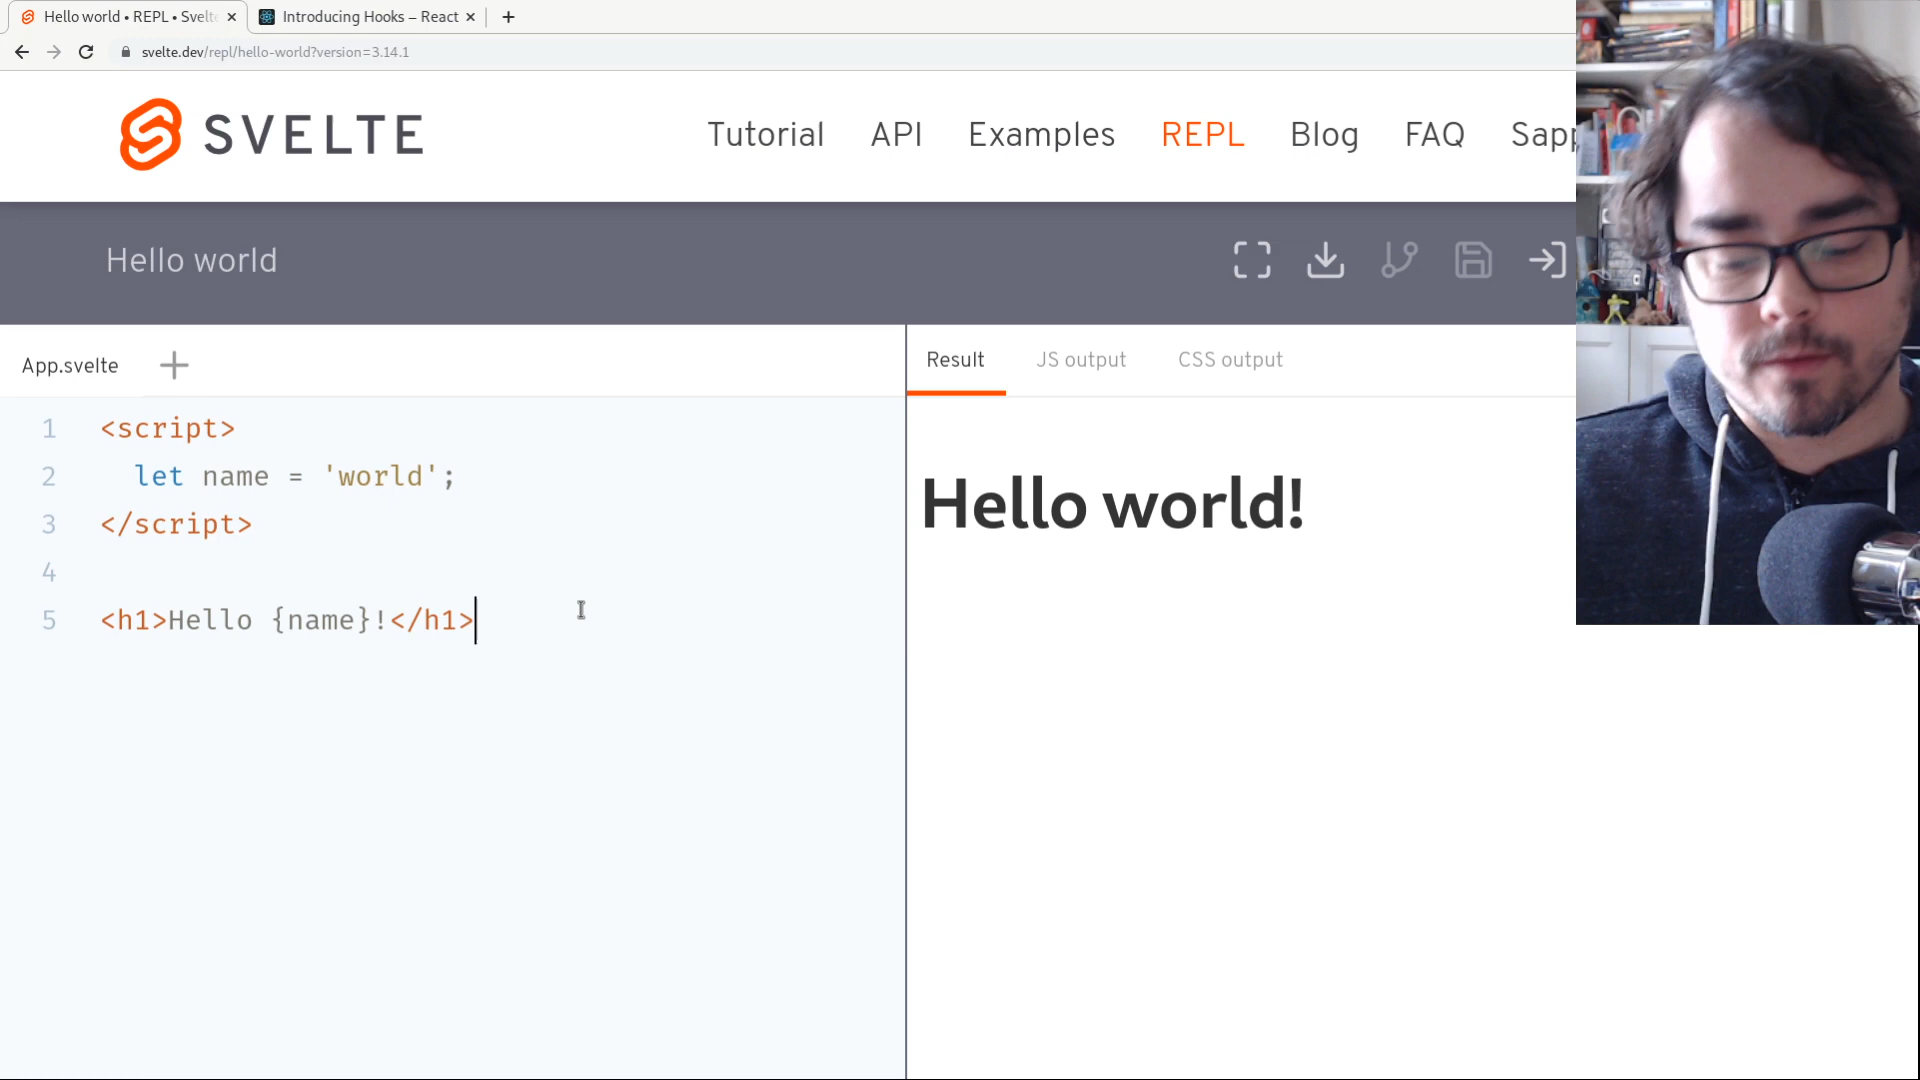 Hello world • REPL • Svelte
Introducing Hooks – React
svelte.dev/repl/hello-world?version=3.14.1
SVELTE
Tutorial API Examples REPL Blog FAQ Sapp
Hello world
App.svelte
Result JS output CSS output
1 <script>
2 let name = 'world';
3 </script>
4
5 <h1>Hello {name}!</h1>
Hello world!